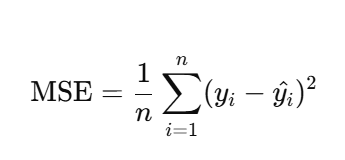 MSE = \frac{1}{n} \sum_{i=1}^{n} (y_i - \hat{y}_i)^2